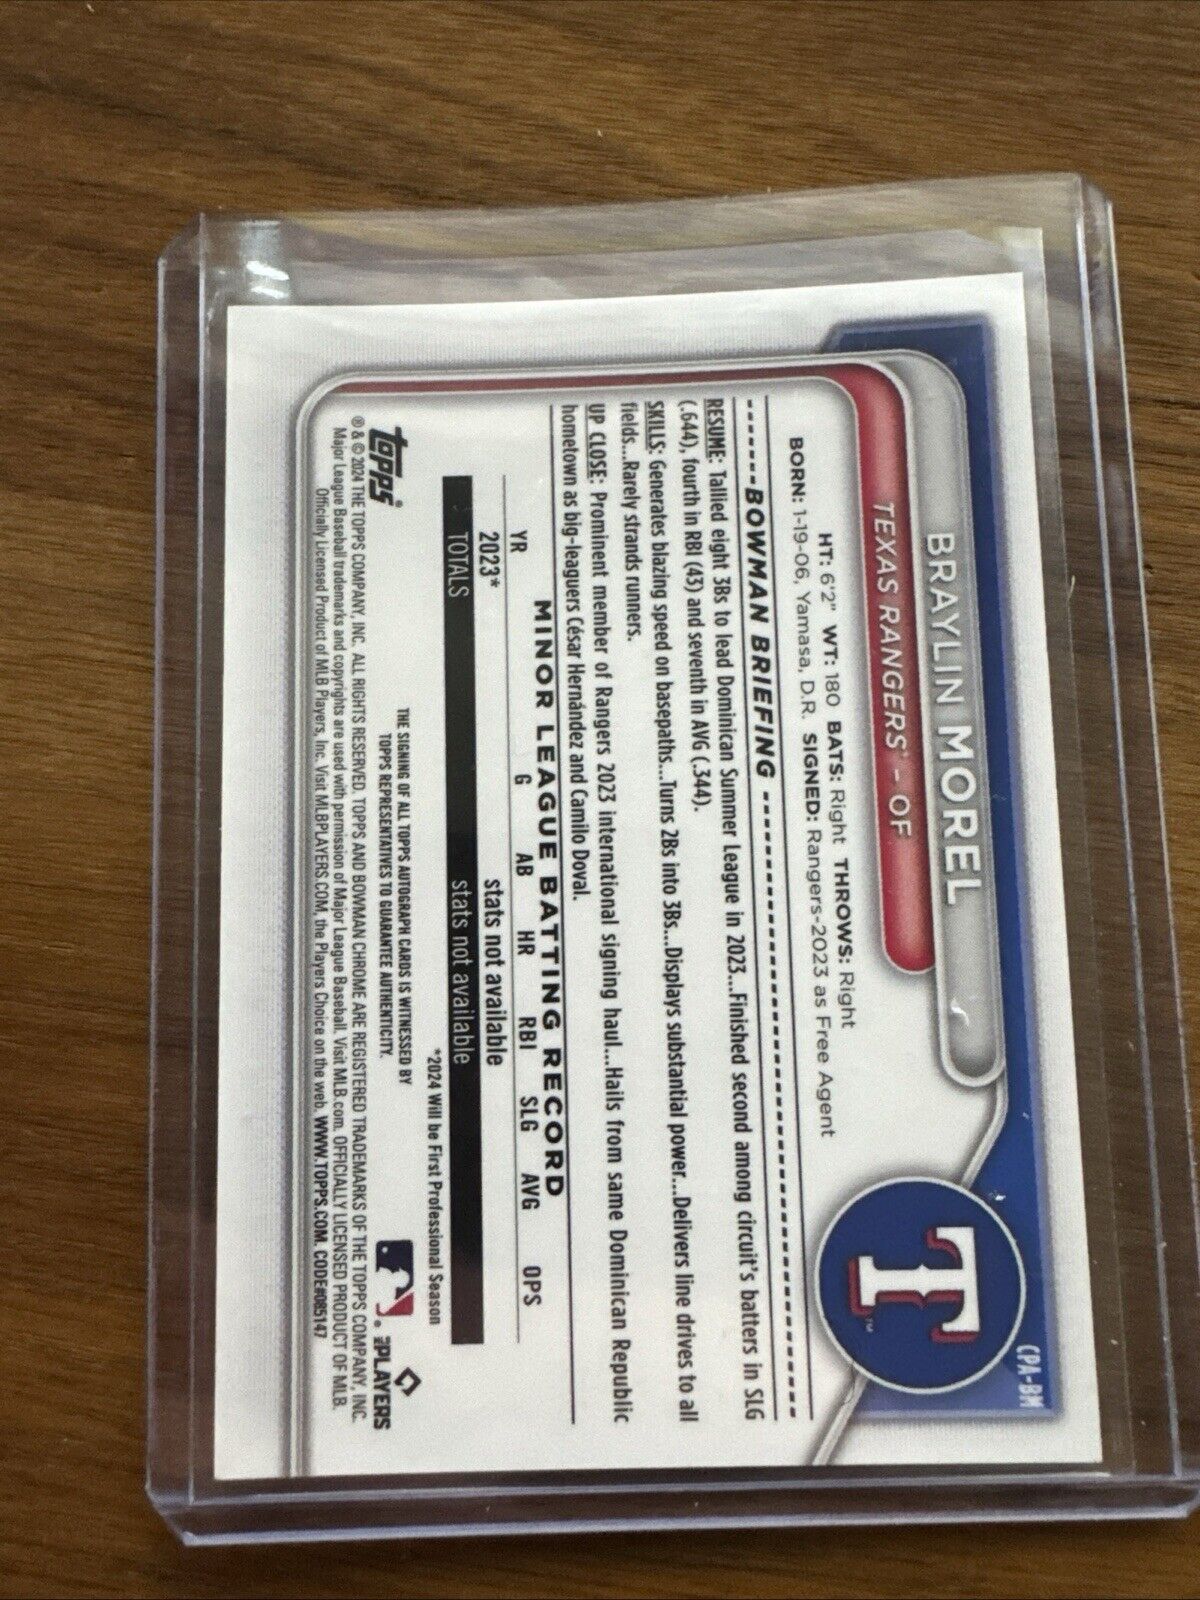 CPA-BM
BRAYLIN MOREL
TEXAS RANGERS® - OF
T™
HT: 6'2" WT: 180 BATS: Right THROWS: Right
BORN: 1-19-06, Yamasa, D.R. SIGNED: Rangers-2023 as Free Agent
BOWMAN BRIEFING
RESUME: Tallied eight 3Bs to lead Dominican Summer League in 2023...Finished second among circuit's batters in SLG
(.644), fourth in RBI (43) and seventh in AVG (.344).
SKILLS: Generates blazing speed on basepaths...Turns 2Bs into 3Bs...Displays substantial power...Delivers line drives to all
fields...Rarely strands runners.
UP CLOSE: Prominent member of Rangers 2023 international signing haul...Hails from same Dominican Republic
hometown as big-leaguers César Hernández and Camilo Doval.
MINOR LEAGUE BATTING RECORD
YR G AB HR RBI SLG AVG OPS
2023* stats not available
TOTALS stats not available
*2024 Will be First Professional Season
topps®
THE SIGNING OF ALL TOPPS AUTOGRAPH CARDS IS WITNESSED BY
TOPPS REPRESENTATIVES TO GUARANTEE AUTHENTICITY.
PLAYERS
® & © 2024 THE TOPPS COMPANY, INC. ALL RIGHTS RESERVED. TOPPS AND BOWMAN CHROME ARE REGISTERED TRADEMARKS OF THE TOPPS COMPANY, INC.
Major League Baseball trademarks and copyrights are used with permission of Major League Baseball. Visit MLB.com. OFFICIALLY LICENSED PRODUCT OF MLB.
Officially Licensed Product of MLB Players, Inc. Visit MLBPLAYERS.COM, the Players Choice on the web. WWW.TOPPS.COM. CODE#085147